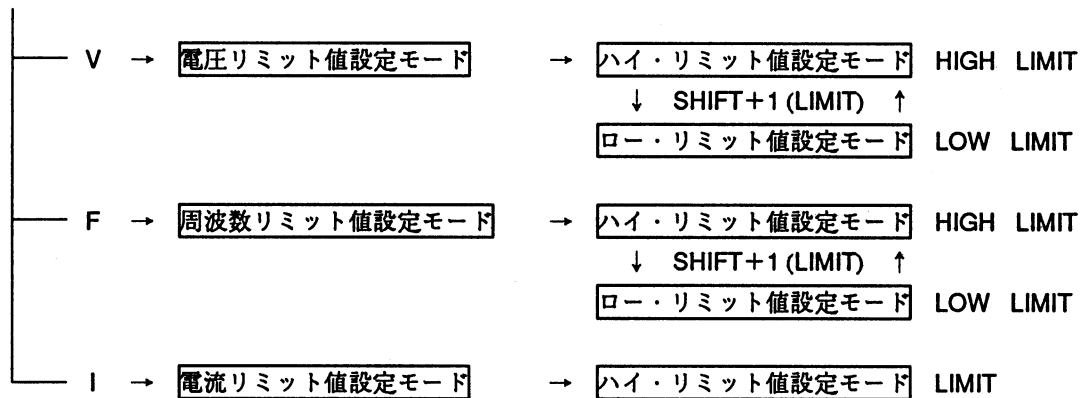 V → 電圧リミット値設定モード → ハイ・リミット値設定モード HIGH LIMIT
↓ SHIFT+1 (LIMIT) ↑
ロー・リミット値設定モード LOW LIMIT
F → 周波数リミット値設定モード → ハイ・リミット値設定モード HIGH LIMIT
↓ SHIFT+1 (LIMIT) ↑
ロー・リミット値設定モード LOW LIMIT
I → 電流リミット値設定モード → ハイ・リミット値設定モード LIMIT